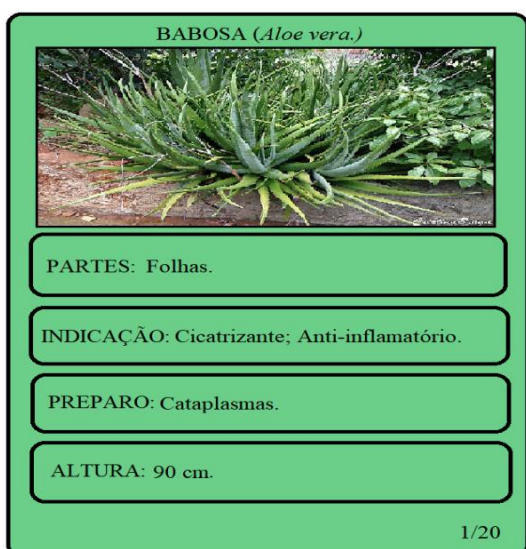 BABOSA (Aloe vera.)
PARTES: Folhas.
INDICAÇÃO: Cicatrizante; Anti-inflamatório.
PREPARO: Cataplasmas.
ALTURA: 90 cm.
1/20